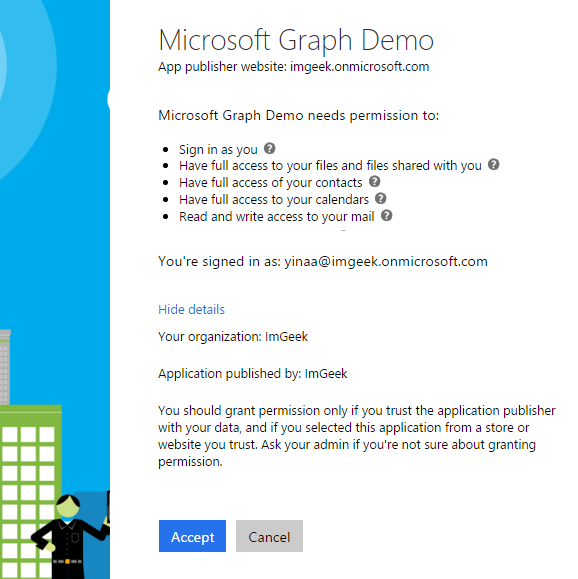 Microsoft Graph Demo
App publisher website: imgeek.onmicrosoft.com
Microsoft Graph Demo needs permission to:
Sign in as you ?
Have full access to your files and files shared with you ?
Have full access of your contacts ?
Have full access to your calendars ?
Read and write access to your mail ?
You're signed in as: yinaa@imgeek.onmicrosoft.com
Hide details
Your organization: ImGeek
Application published by: ImGeek
You should grant permission only if you trust the application publisher
with your data, and if you selected this application from a store or
website you trust. Ask your admin if you're not sure about granting
permission.
Accept Cancel